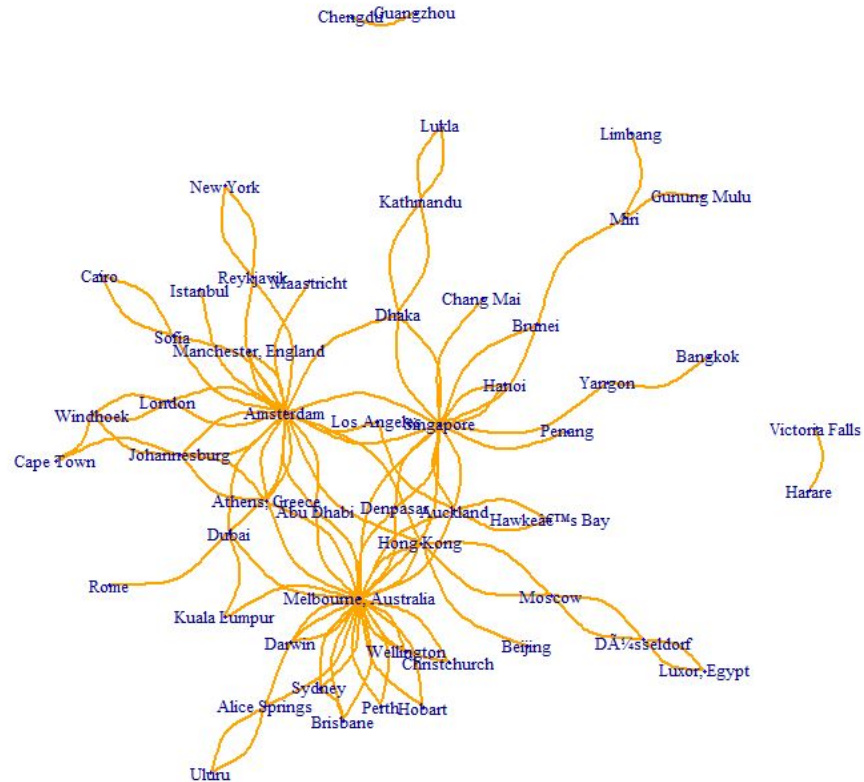 Chengdu
Guangzhou
Lukla
Limbang
New York
Kathmandu
Gunung Mulu
Miri
Cairo
Reykjawik
Maastricht
Istanbul
Chang Mai
Dhaka
Brunei
Sofia
Manchester, England
Bangkok
Hanoi
Yangon
London
Windhoek
Amsterdam
Los Angeles
Singapore
Penang
Victoria Falls
Cape Town
Johannesburg
Harare
Athens, Greece
Abu Dhabi
Denpasar
Auckland
Hawkeâ€™s Bay
Dubai
Hong Kong
Rome
Melbourne, Australia
Moscow
Kuala Lumpur
Darwin
Wellington
Beijing
DÃ¼sseldorf
Christchurch
Luxor, Egypt
Sydney
Alice Springs
Perth
Hobart
Brisbane
Uluru